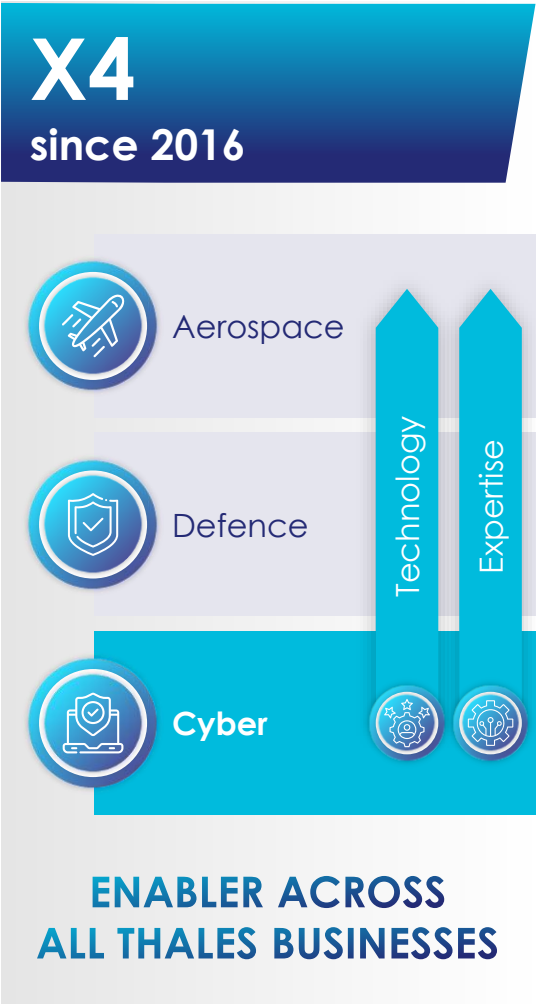 X4
since 2016
Aerospace
Defence
Cyber
Technology
Expertise
ENABLER ACROSS
ALL THALES BUSINESSES